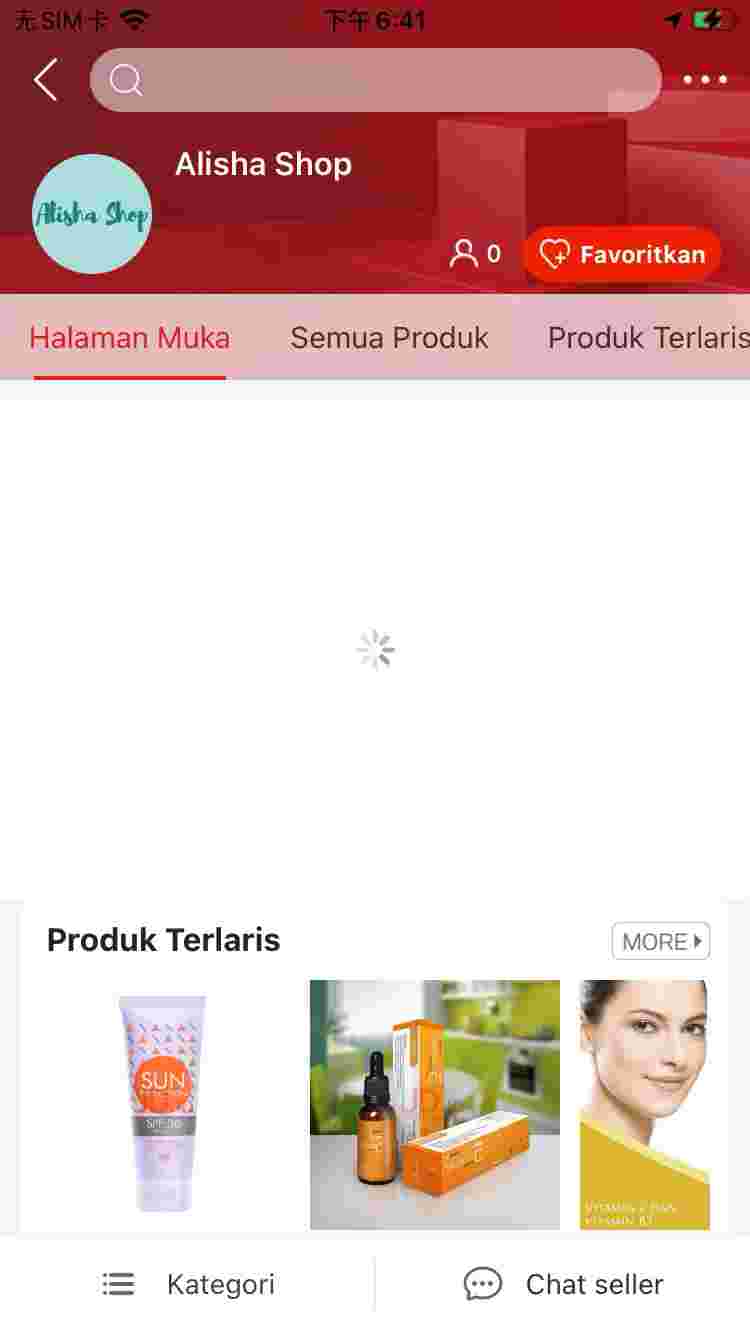 无SIM卡
下午6:41
Alisha Shop
Alisha Shop
0
Favoritkan
Halaman Muka
Semua Produk
Produk Terlaris
Produk Terlaris
MORE
SUN
SPF 30
Kategori
Chat seller